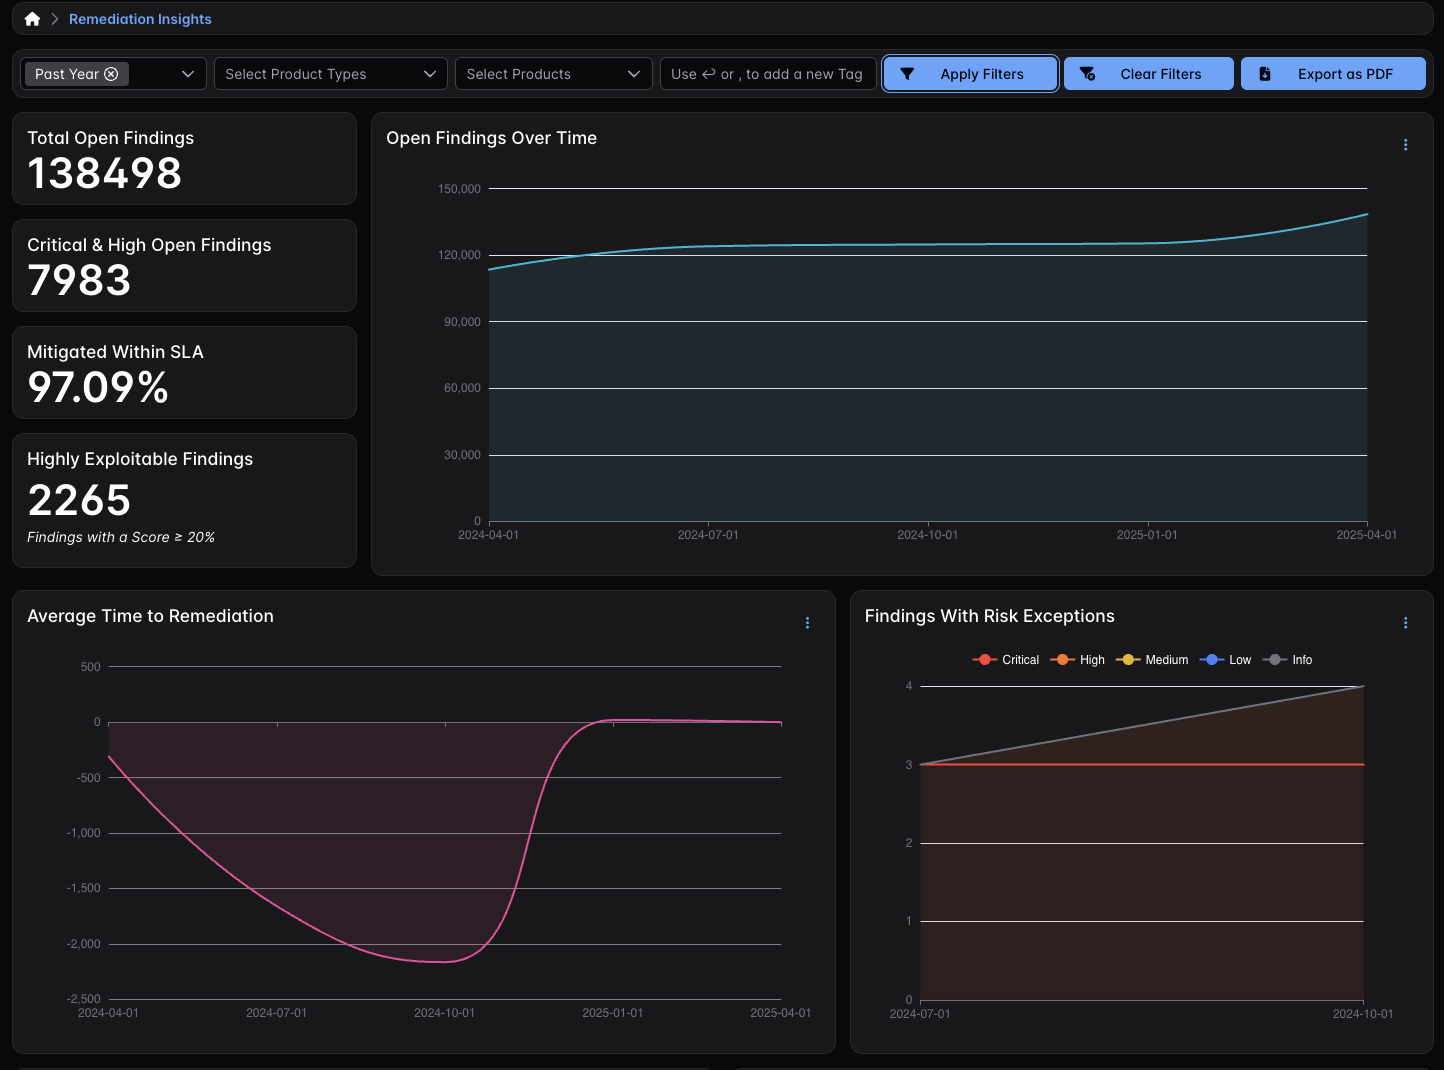 Remediation Insights
Past Year
Select Product Types
Select Products
Use ↩ or , to add a new Tag
Apply Filters
Clear Filters
Export as PDF
Total Open Findings
138498
Critical & High Open Findings
7983
Mitigated Within SLA
97.09%
Highly Exploitable Findings
2265
Findings with a Score ≥ 20%
Open Findings Over Time
150,000
120,000
90,000
60,000
30,000
0
2024-04-01 2024-07-01 2024-10-01 2025-01-01 2025-04-01
Average Time to Remediation
500
0
-500
-1,000
-1,500
-2,000
-2,500
2024-04-01 2024-07-01 2024-10-01 2025-01-01 2025-04-01
Findings With Risk Exceptions
Critical High Medium Low Info
4
3
2
1
0
2024-07-01 2024-10-01